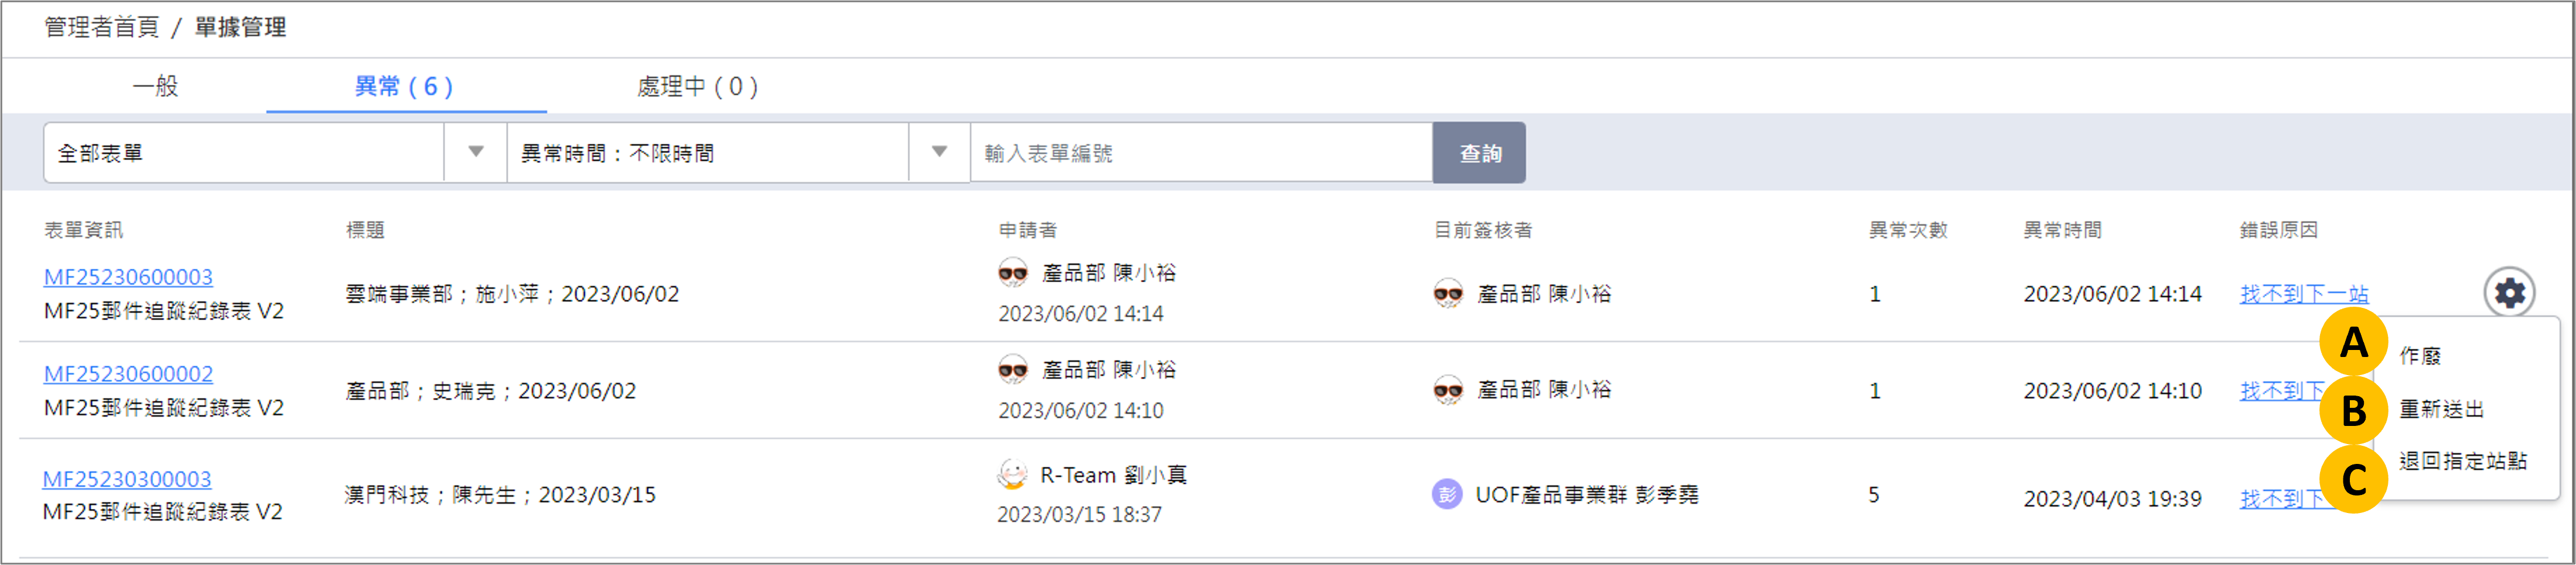 管理者首頁 / 單據管理
一般 異常 ( 6 ) 處理中 ( 0 )
全部表單 異常時間：不限時間 輸入表單編號 查詢
表單資訊 標題 申請者 目前簽核者 異常次數 異常時間 錯誤原因
MF25230600003
MF25郵件追蹤紀錄表 V2
雲端事業部；施小萍；2023/06/02
產品部 陳小裕
2023/06/02 14:14
產品部 陳小裕
1
2023/06/02 14:14
找不到下一站
A 作廢
B 重新送出
C 退回指定站點
MF25230600002
MF25郵件追蹤紀錄表 V2
產品部；史瑞克；2023/06/02
產品部 陳小裕
2023/06/02 14:10
產品部 陳小裕
1
2023/06/02 14:10
找不到下
MF25230300003
MF25郵件追蹤紀錄表 V2
漢門科技；陳先生；2023/03/15
R-Team 劉小真
2023/03/15 18:37
彭 UOF產品事業群 彭季堯
5
2023/04/03 19:39
找不到下